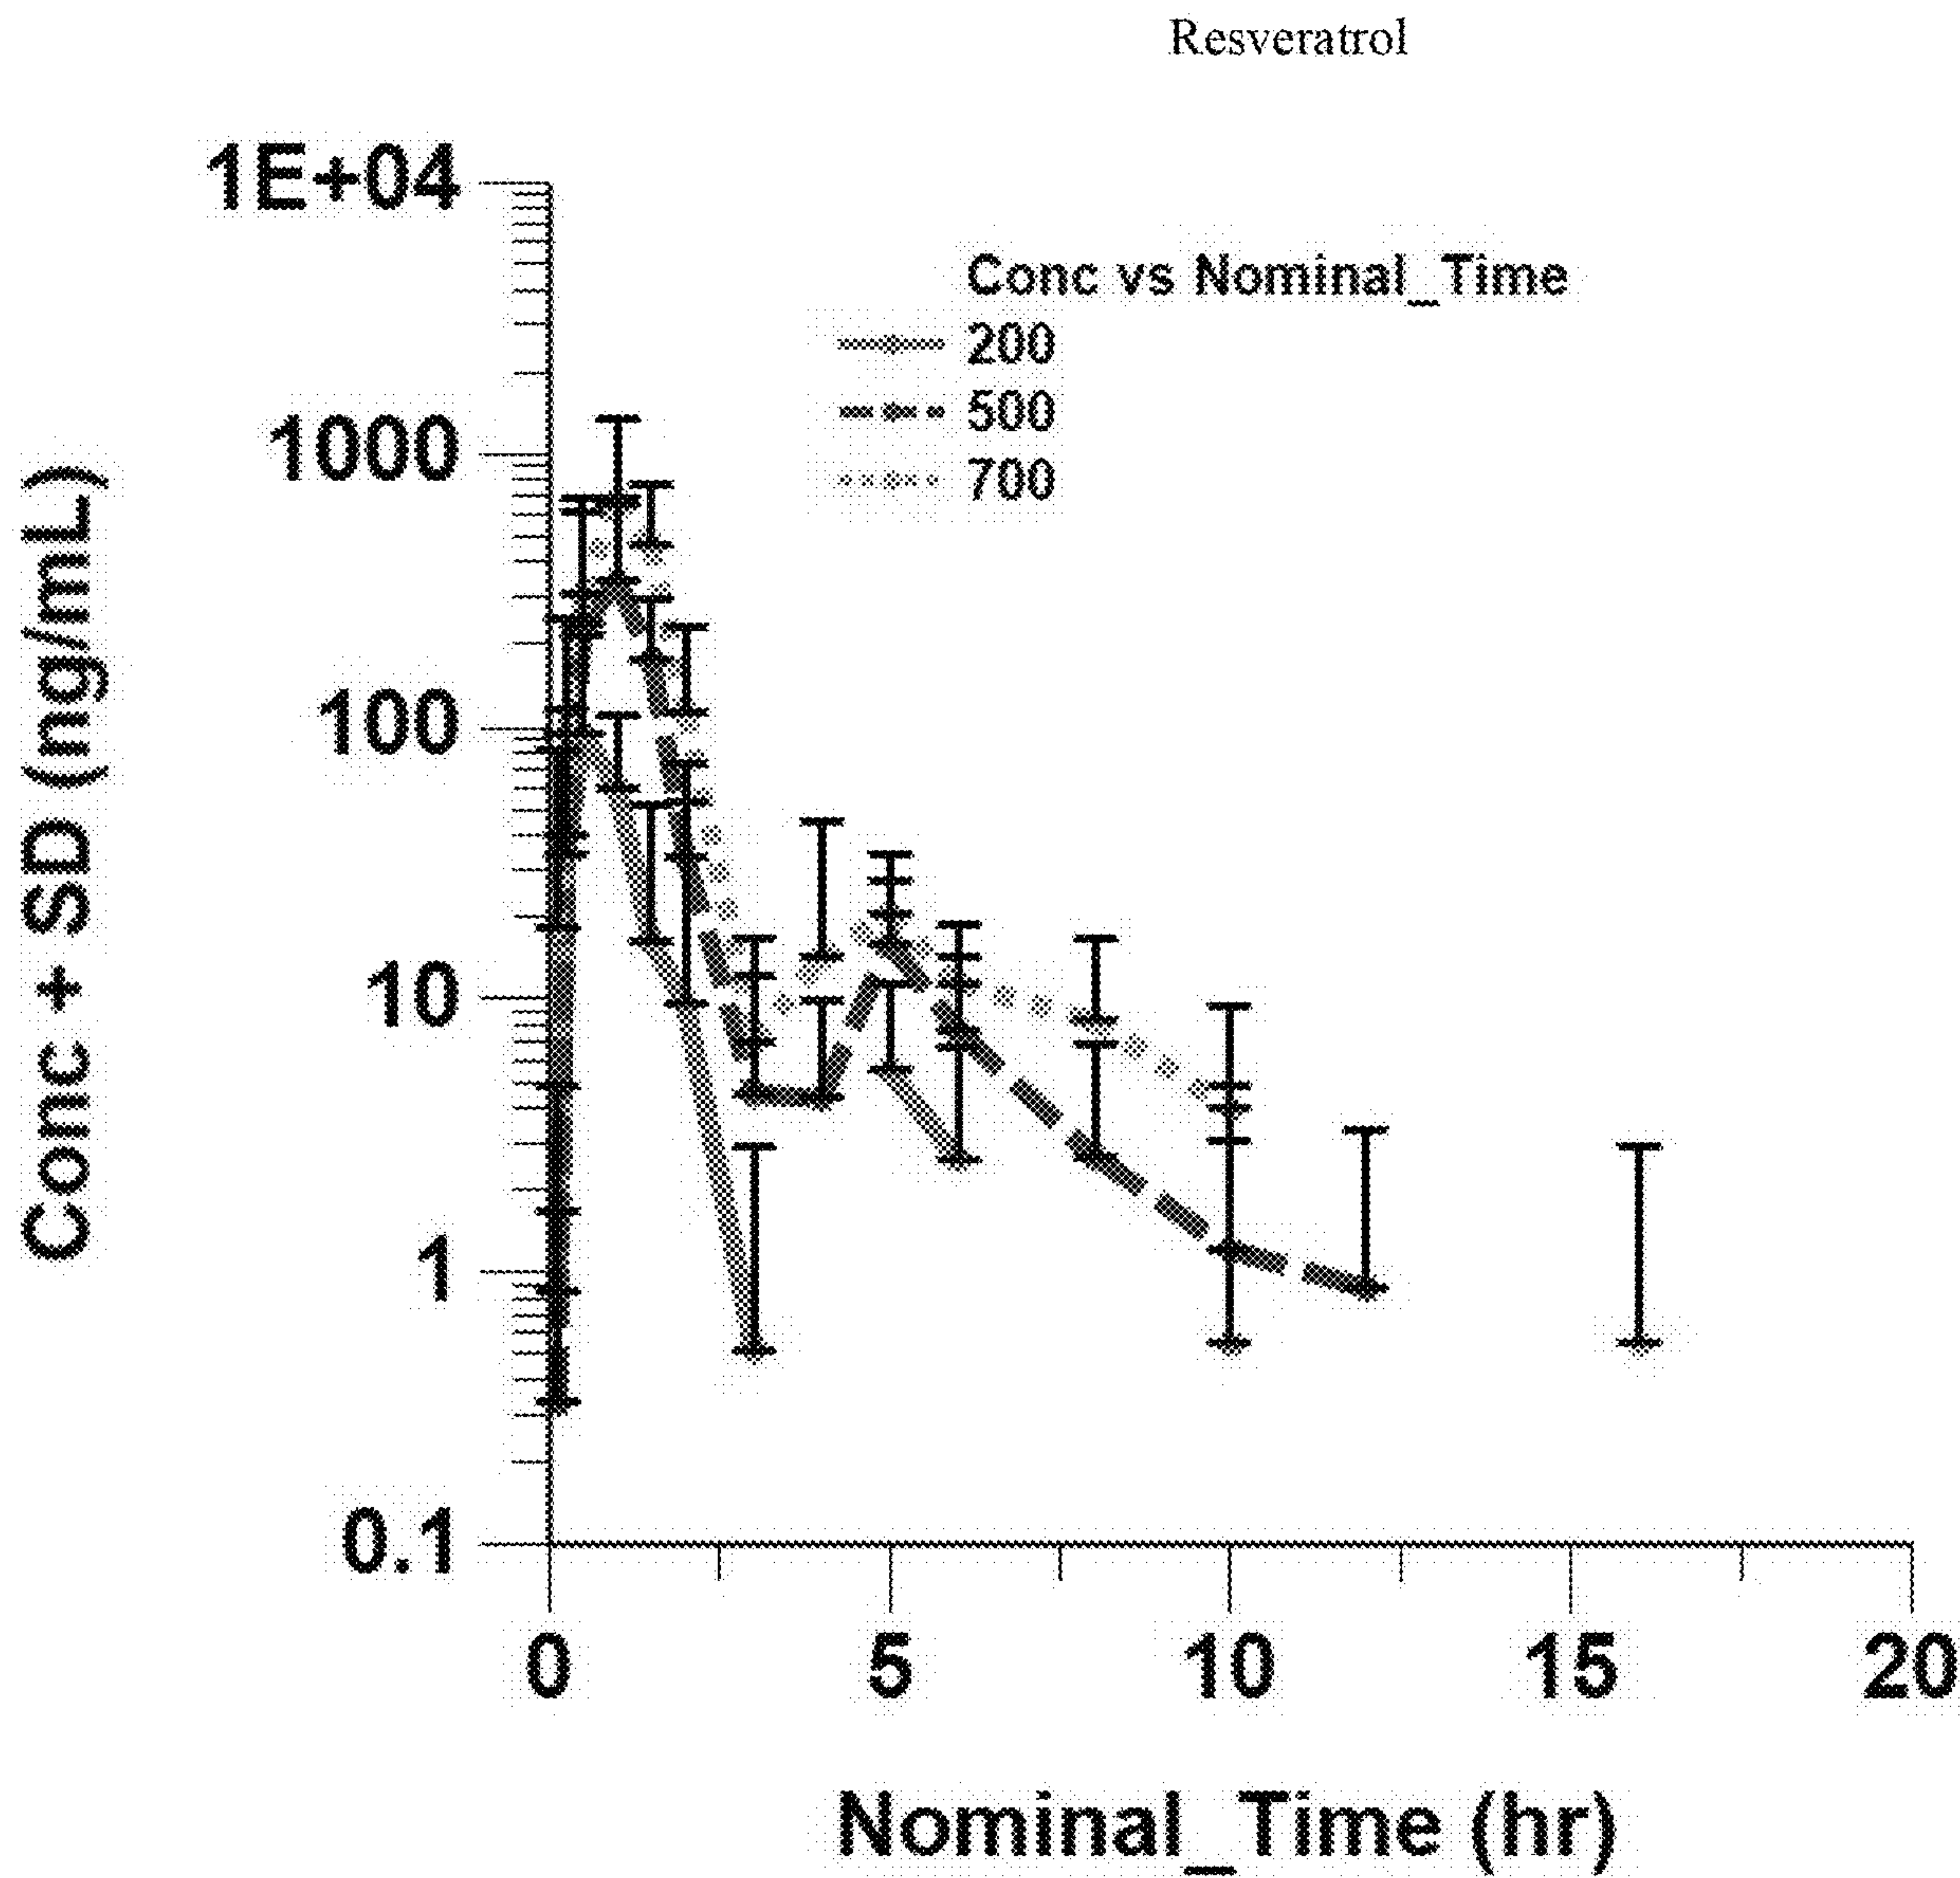 Resveratrol
Conc + SD (ng/mL)
1E+04
1000
100
10
1
0.1
Conc vs Nominal_Time
200
500
700
0 5 10 15 20
Nominal_Time (hr)